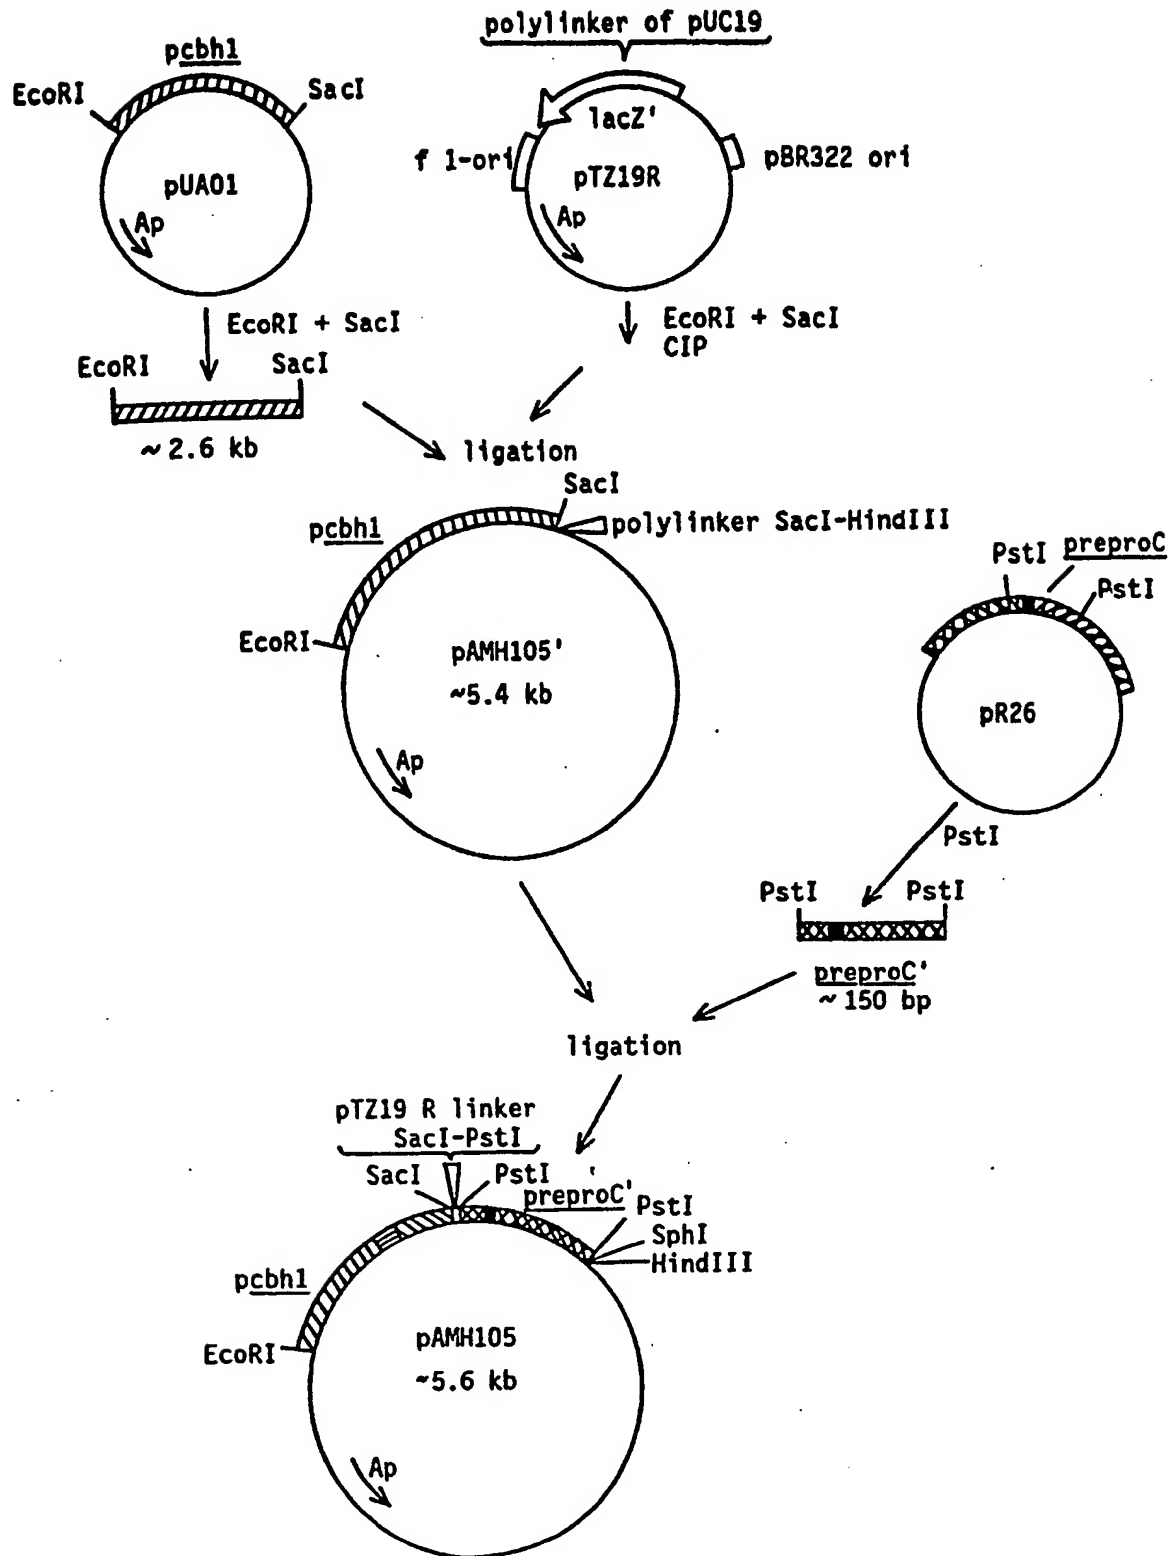 polylinker of pUC19
pcbh1
EcoRI
SacI
lacZ'
f 1-ori
pBR322 ori
pUA01
pTZ19R
Ap
Ap
EcoRI + SacI
EcoRI + SacI
CIP
EcoRI
SacI
~2.6 kb
ligation
SacI
polylinker SacI-HindIII
pcbh1
EcoRI
pAMH105'
~5.4 kb
Ap
PstI
preproC
PstI
pR26
PstI
PstI
PstI
preproC'
~150 bp
ligation
pTZ19 R linker
SacI-PstI
SacI
PstI
preproC'
PstI
SphI
HindIII
pcbh1
EcoRI
pAMH105
~5.6 kb
Ap